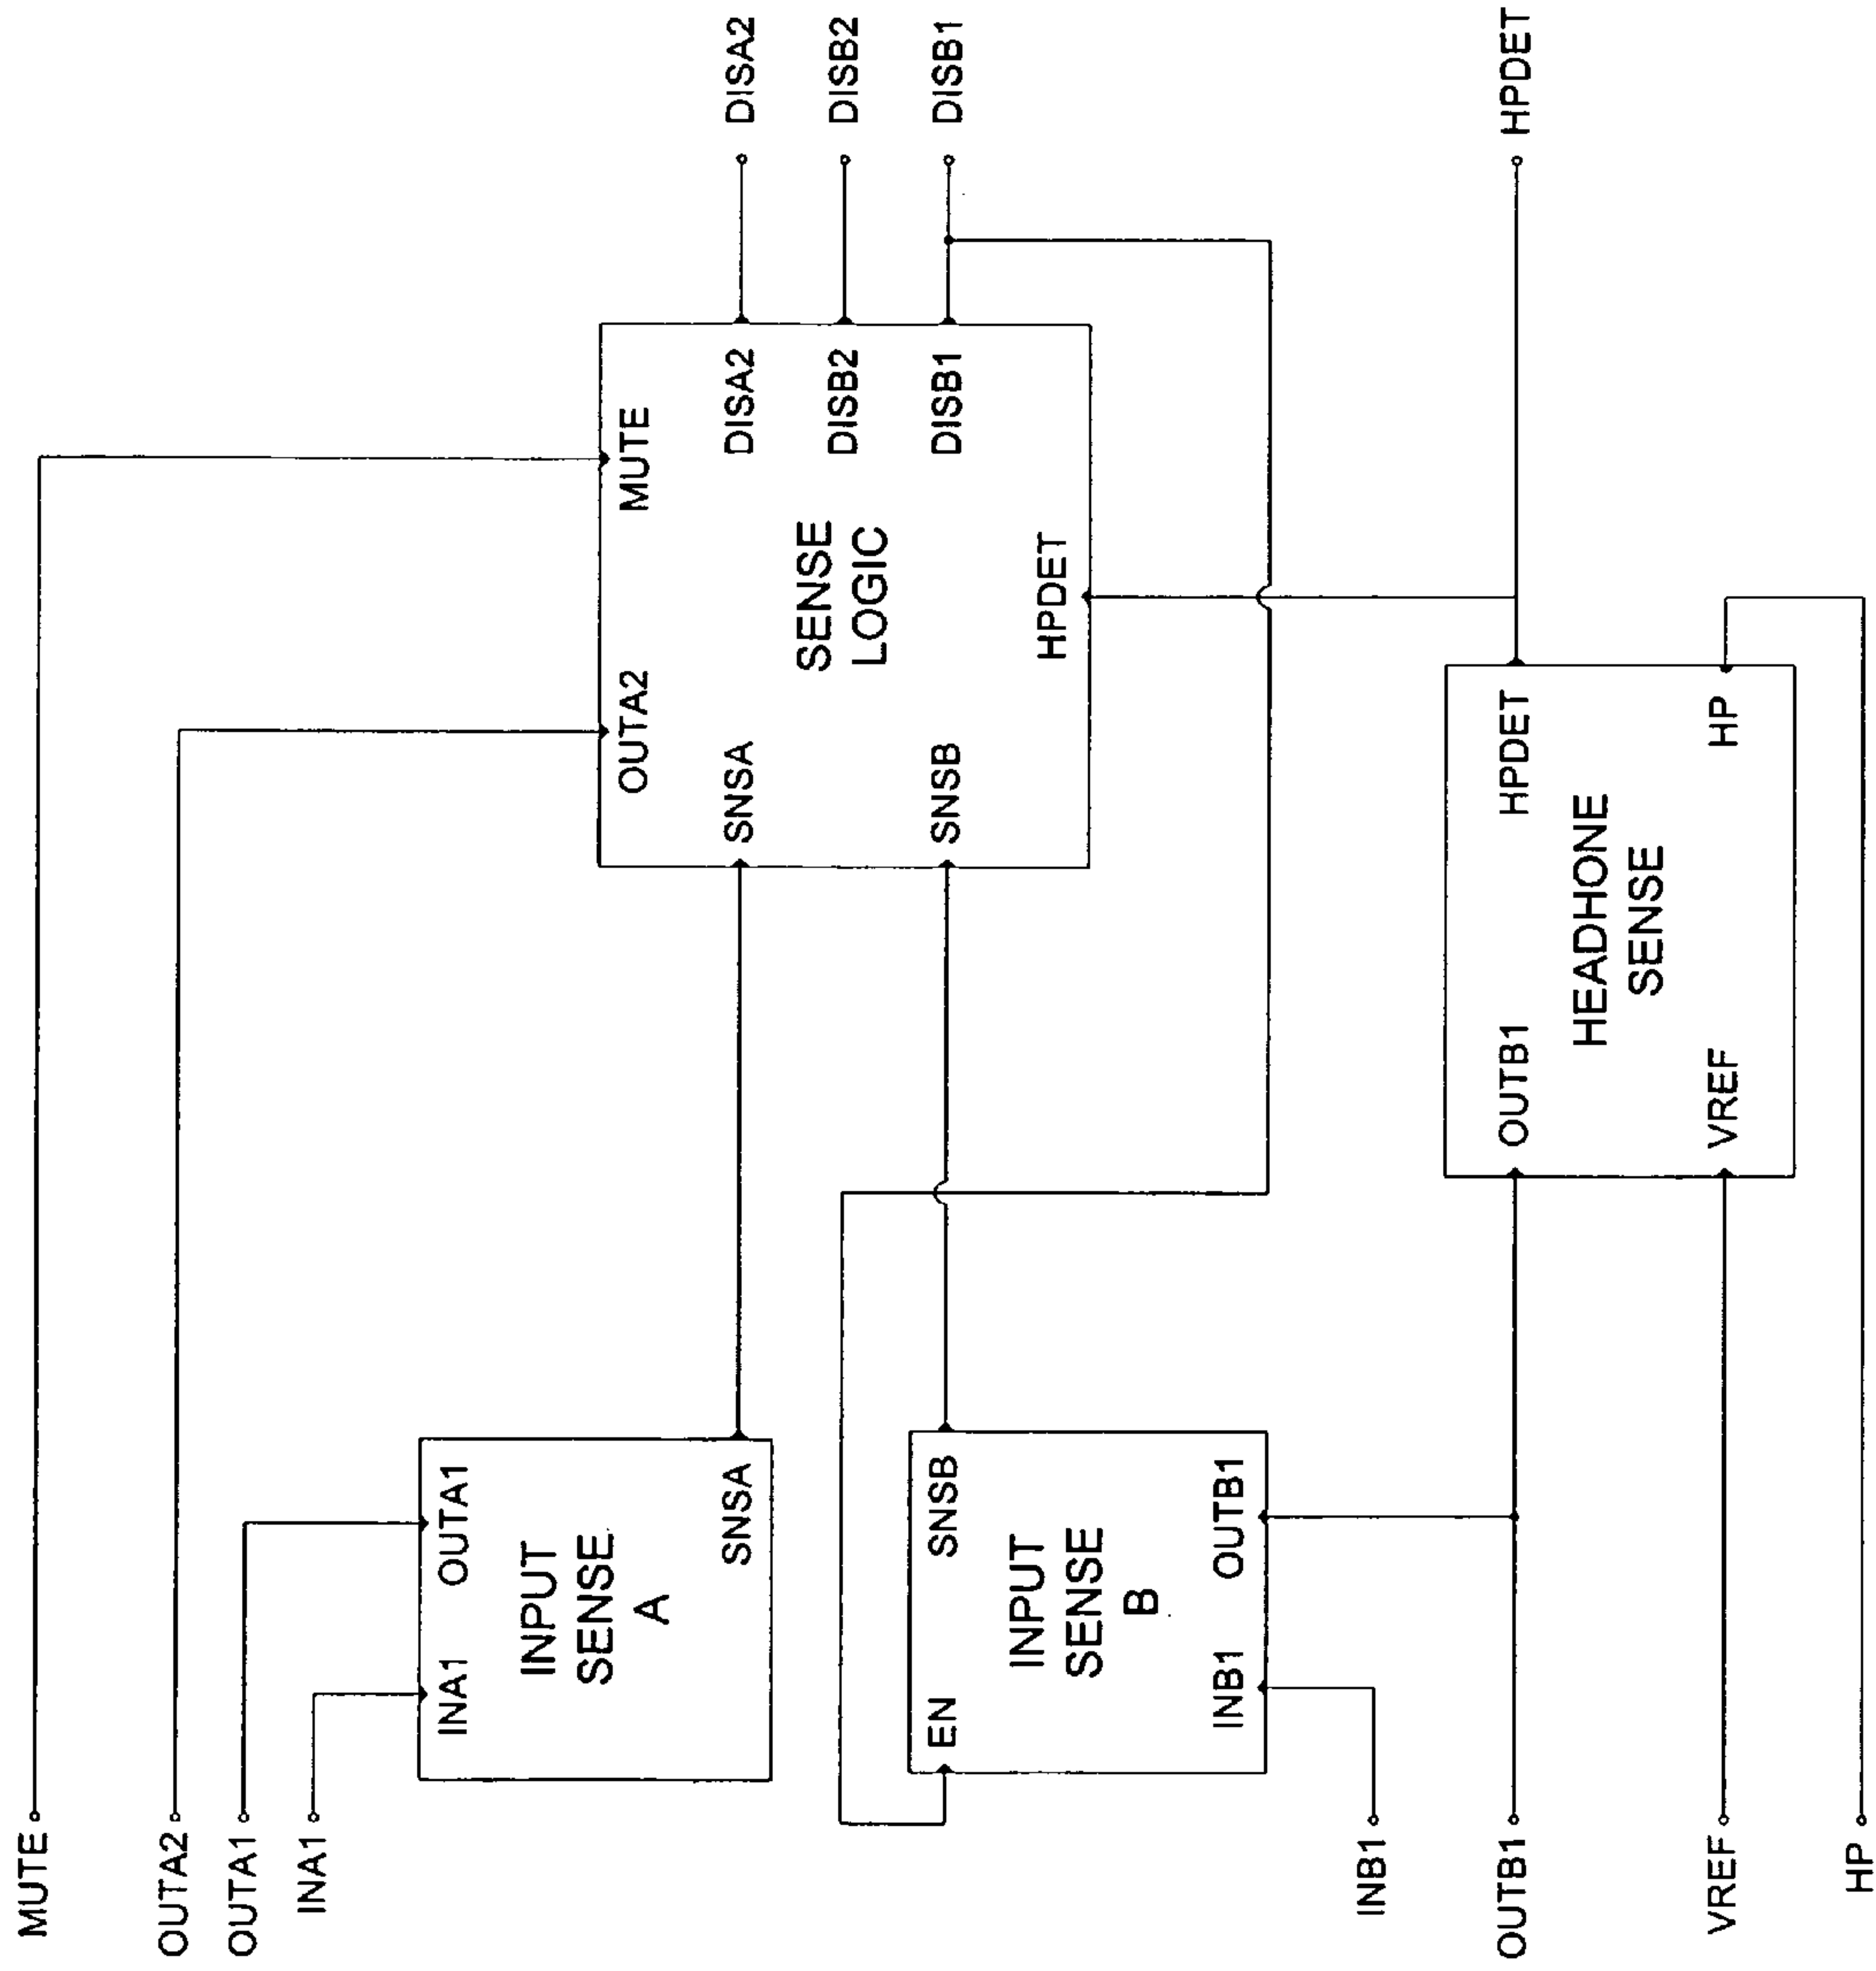 MUTE
OUTA2
OUTA1
INA1
INB1
OUTB1
VREF
HP
INA1
OUTA1
INPUT
SENSE
A
SNSA
EN
SNSB
INPUT
SENSE
B
INB1
OUTB1
OUTA2
MUTE
SNSA
DISA2
SENSE
LOGIC
DISB2
SNSB
DISB1
HPDET
OUTB1
HPDET
HEADHONE
SENSE
VREF
HP
DISA2
DISB2
DISB1
HPDET